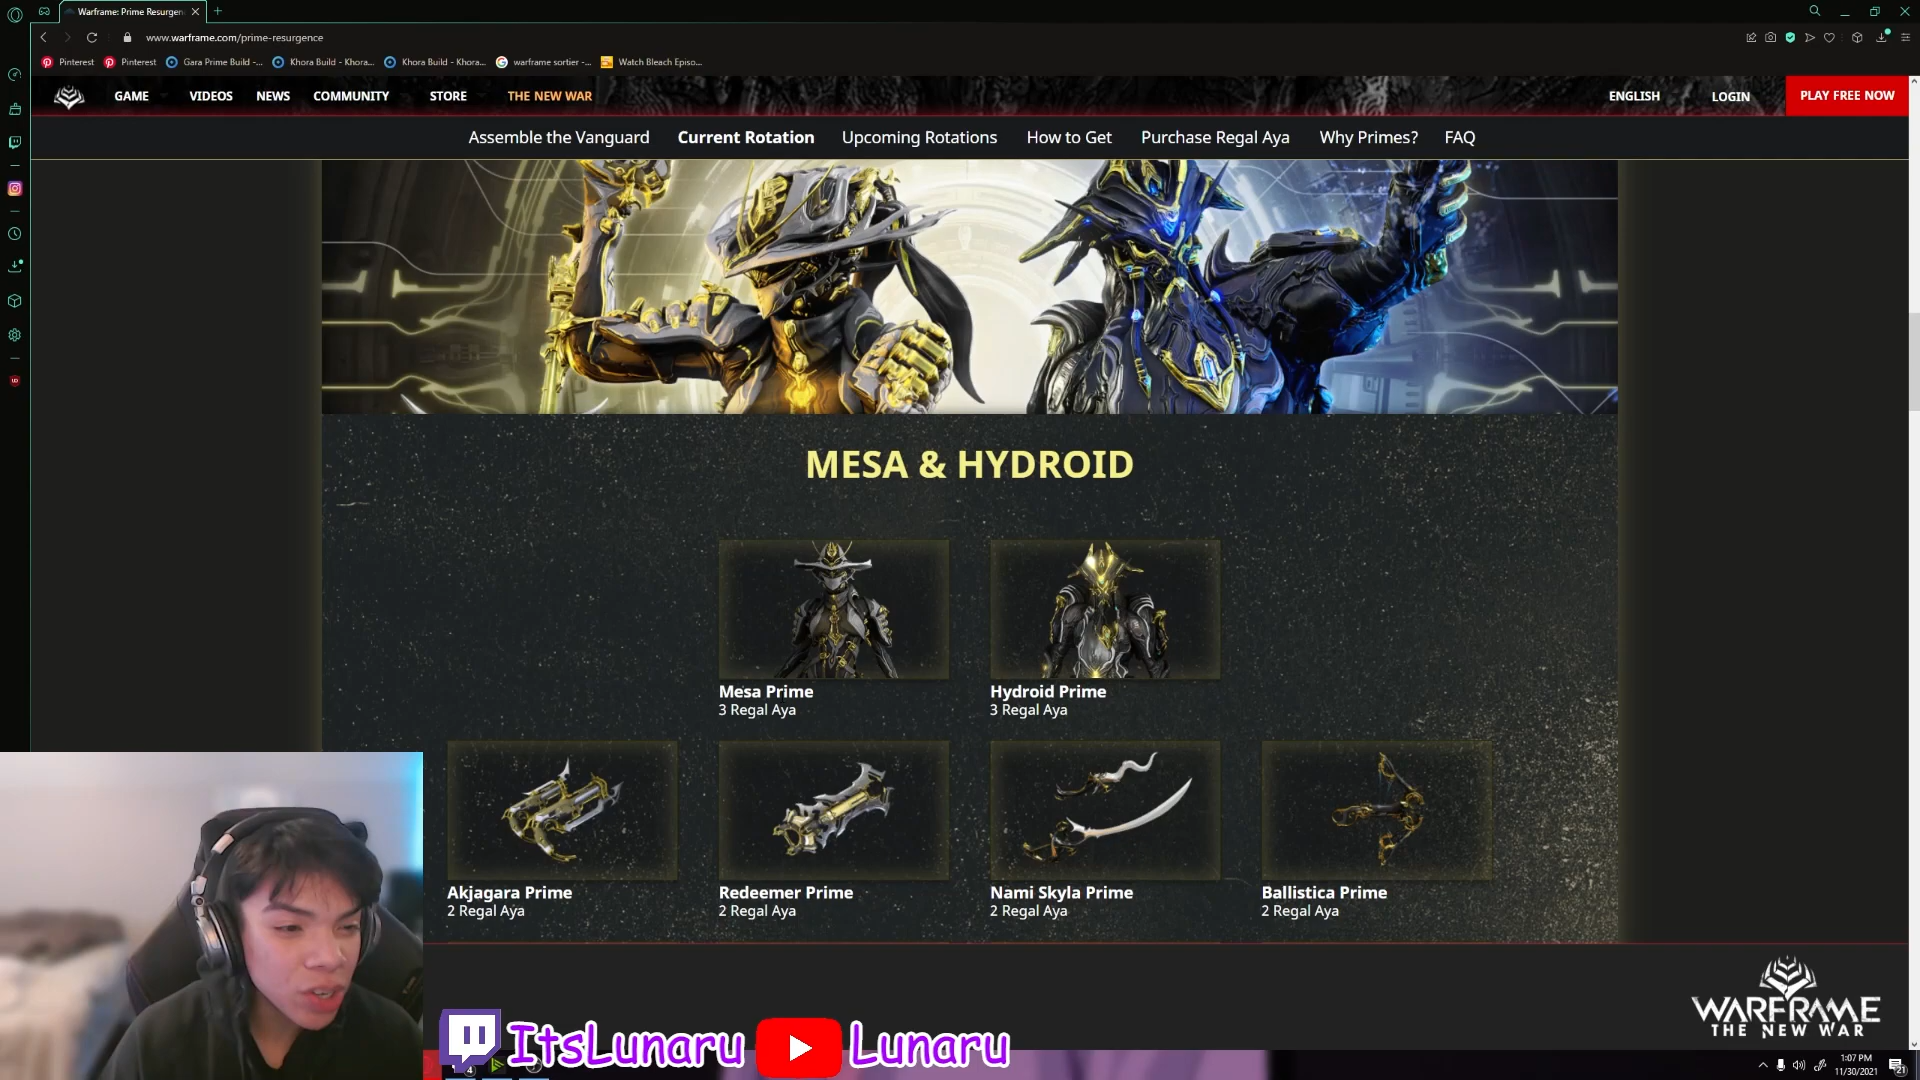 Warframe: Prime Resurgen
www.warframe.com/prime-resurgence
Pinterest
Pinterest
Gara Prime Build -...
Khora Build - Khora...
Khora Build - Khora...
warframe sortier -...
Watch Bleach Episo...
GAME
VIDEOS
NEWS
COMMUNITY
STORE
THE NEW WAR
ENGLISH
LOGIN
PLAY FREE NOW
Assemble the Vanguard
Current Rotation
Upcoming Rotations
How to Get
Purchase Regal Aya
Why Primes?
FAQ
MESA & HYDROID
Mesa Prime
3 Regal Aya
Hydroid Prime
3 Regal Aya
Akjagara Prime
2 Regal Aya
Redeemer Prime
2 Regal Aya
Nami Skyla Prime
2 Regal Aya
Ballistica Prime
2 Regal Aya
WARFRAME
THE NEW WAR
ItsLunaru
Lunaru
4
1:07 PM
11/30/2021
21